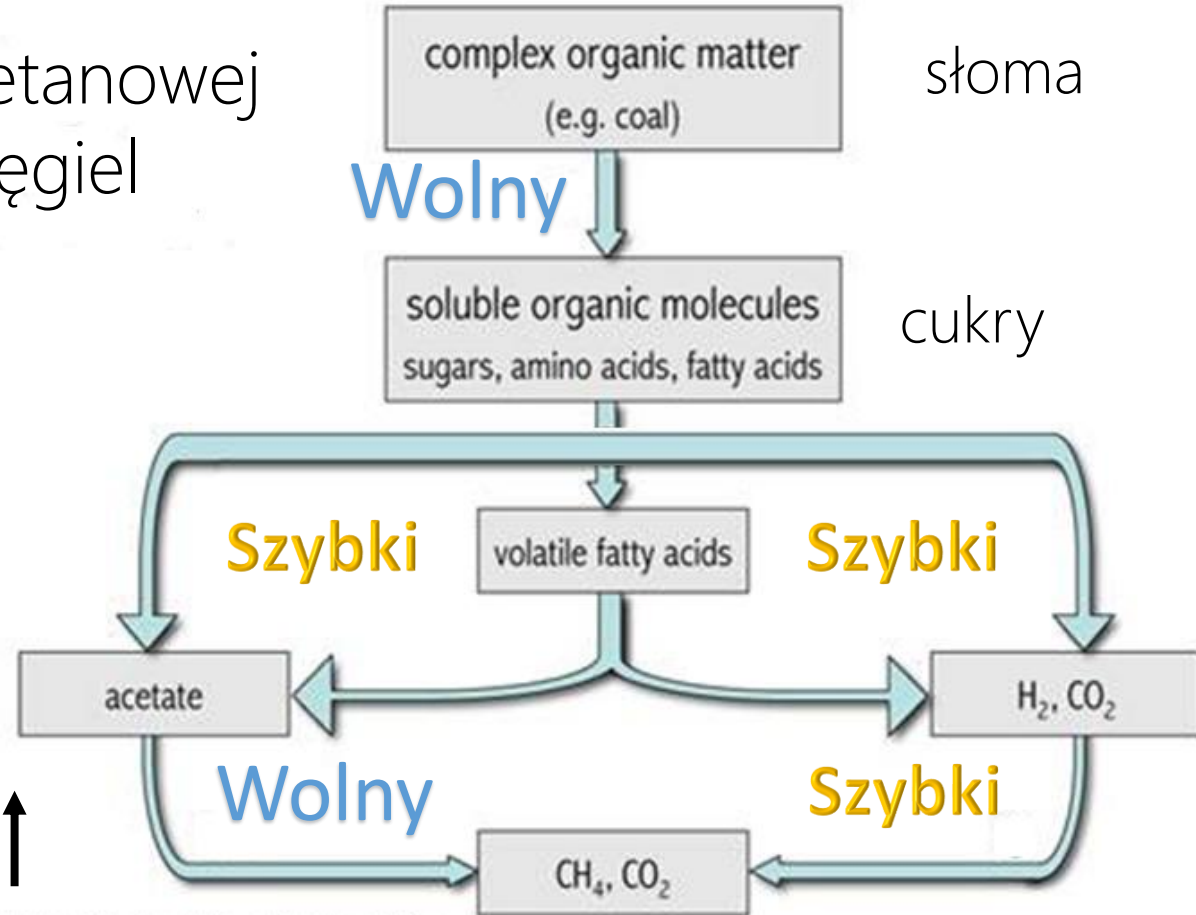 etanowej
ęgiel
complex organic matter
(e.g. coal)
słoma
Wolny
soluble organic molecules
sugars, amino acids, fatty acids
cukry
Szybki
volatile fatty acids
Szybki
acetate
H₂, CO₂
Wolny
Szybki
CH₄, CO₂